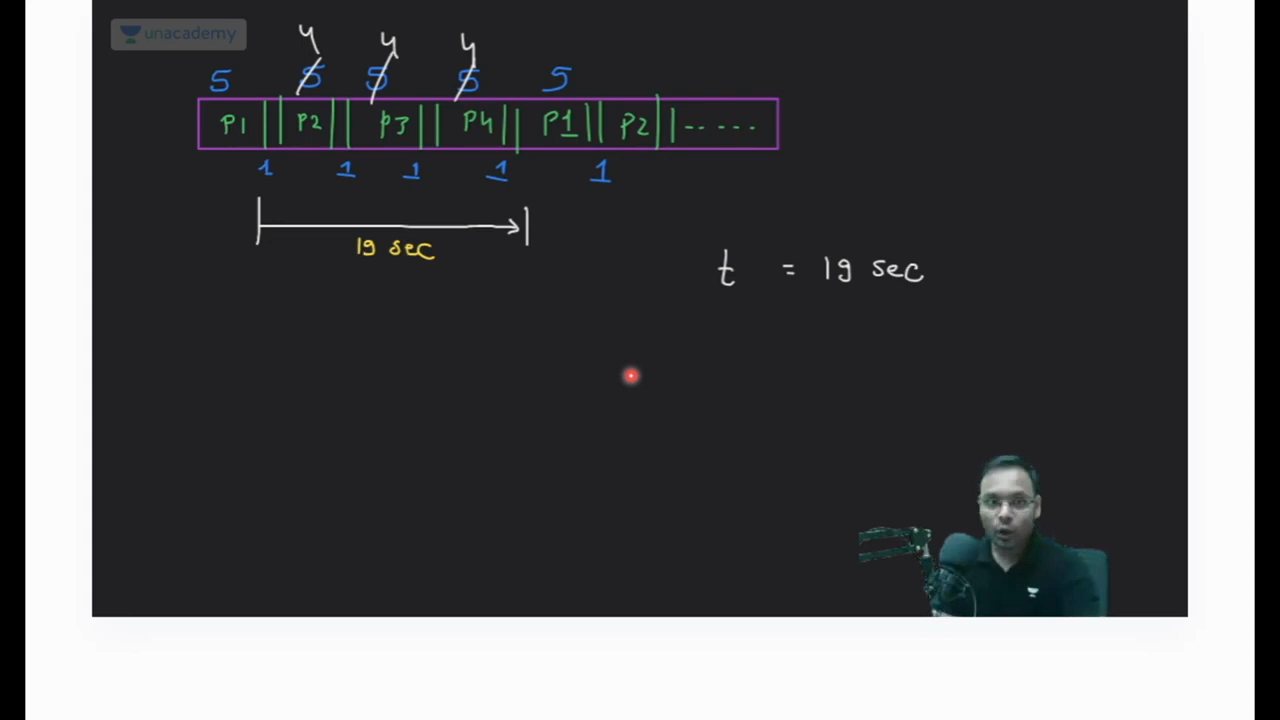 unacademy
4 4 4
5 5 5 5 5
P1 P2 P3 P4 P1 P2 ......
1 1 1 1 1
19 sec
t = 19 sec